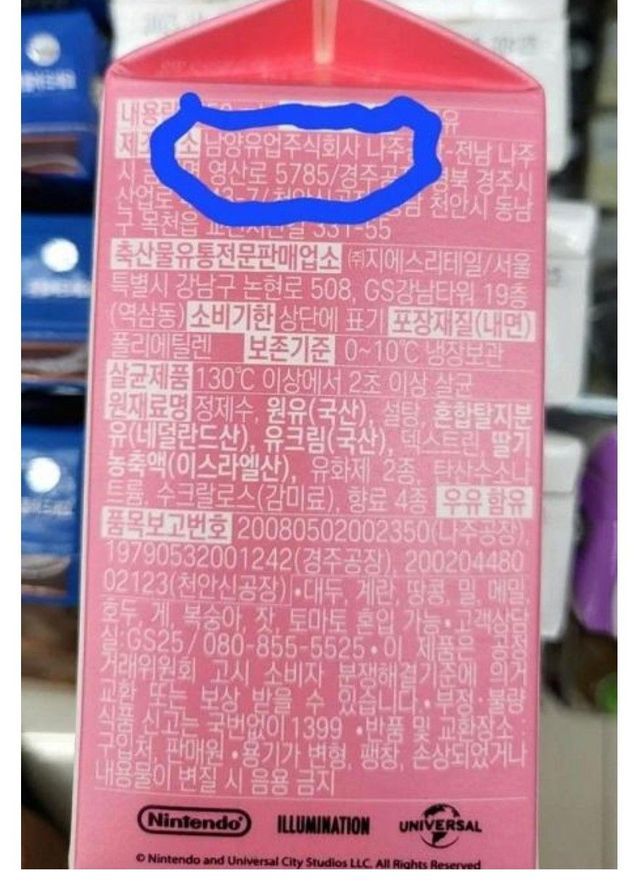 내용량
제조 소 남양유업주식회사 나주 -전남 나주
시 영산로 5785/경주공 북 경주시
산업로 천안시 동남
구 목천읍 331-55
축산물유통전문판매업소 ㈜지에스리테일/서울
특별시 강남구 논현로 508, GS강남타워 19층
(역삼동) 소비기한 상단에 표기 포장재질(내면)
폴리에틸렌 보존기준 0~10℃ 냉장보관
살균제품 130℃ 이상에서 2초 이상 살균
원재료명 정제수, 원유(국산), 설탕, 혼합탈지분
유(네덜란드산), 유크림(국산), 덱스트린, 딸기
농축액(이스라엘산), 유화제 2종, 탄산수소나
트륨, 수크랄로스(감미료), 향료 4종 우유 함유
품목보고번호 20080502002350(나주공장),
19790532001242(경주공장), 200204480
02123(천안신공장) •대두, 계란, 땅콩, 밀, 메밀,
호두, 게, 복숭아, 잣, 토마토 혼입 가능 •고객상담
실:GS25/080-855-5525 •이 제품은 공정
거래위원회 고시 소비자 분쟁해결기준에 의거
교환 또는 보상 받을 수 있습니다. •부정·불량
식품 신고는 국번없이 1399 •반품 및 교환장소 :
구입처, 판매원 •용기가 변형, 팽창, 손상되었거나
내용물이 변질 시 음용 금지
Nintendo ILLUMINATION UNIVERSAL
© Nintendo and Universal City Studios LLC. All Rights Reserved